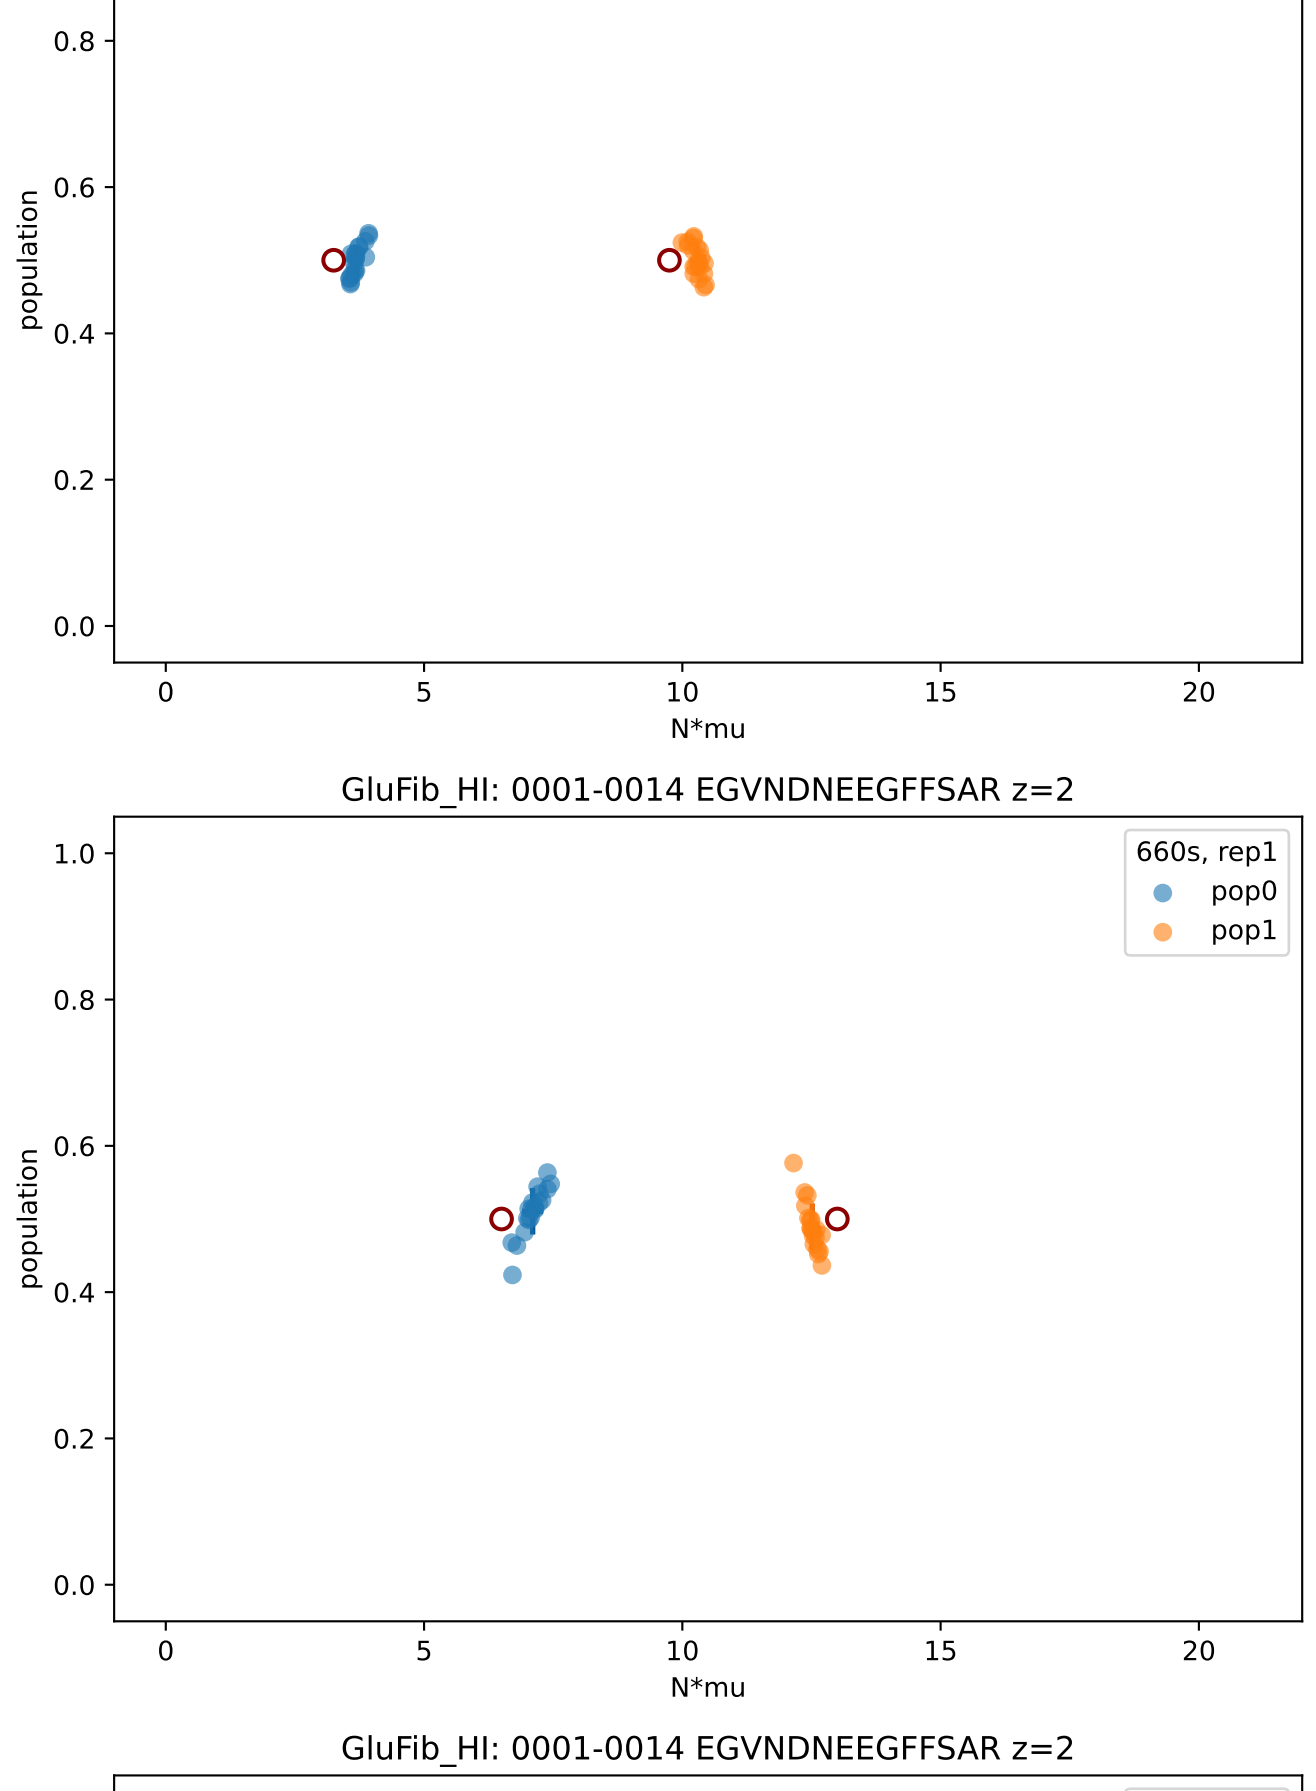 0.8
0.6
0.4
0.2
0.0
population
0 5 10 15 20
N*mu
GluFib_HI: 0001-0014 EGVNDNEEGFFSAR z=2
660s, rep1
pop0
pop1
1.0
0.8
0.6
0.4
0.2
0.0
population
0 5 10 15 20
N*mu
GluFib_HI: 0001-0014 EGVNDNEEGFFSAR z=2